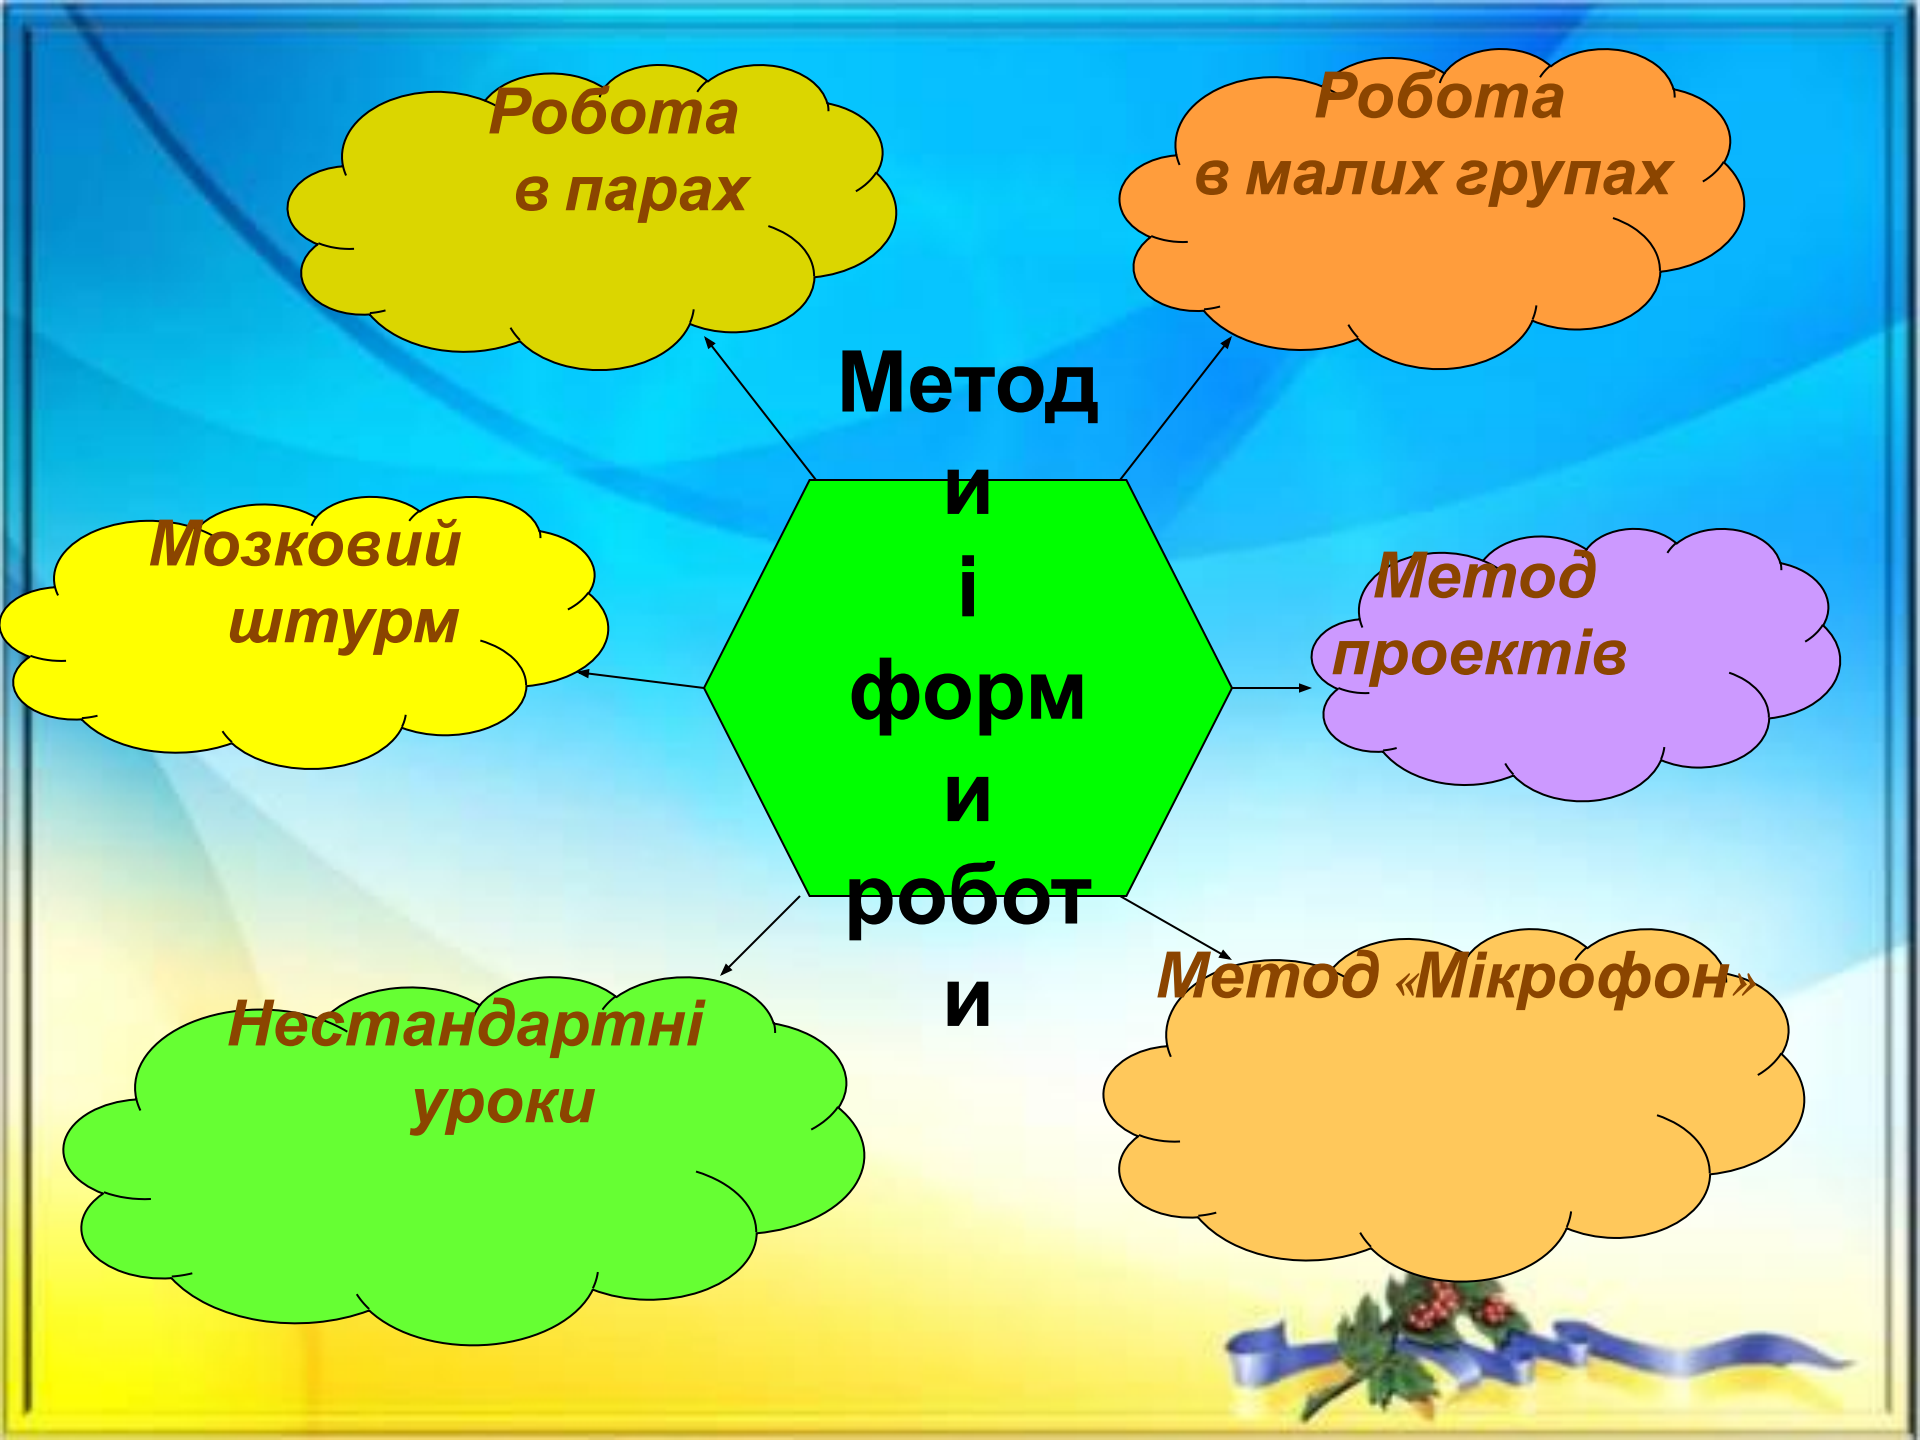 Робота
в парах
Робота
в малих групах
Метод
и
і
форм
и
робот
и
Мозковий
штурм
Метод
проектів
Нестандартні
уроки
Метод «Мікрофон»